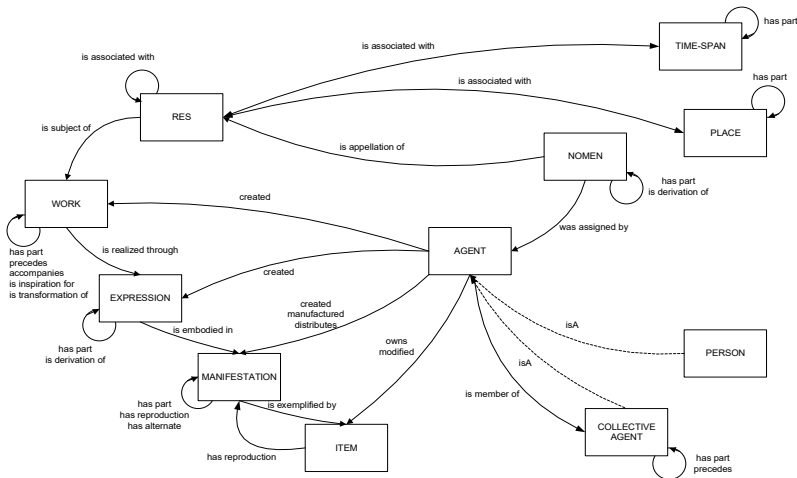 has part
is associated with
TIME-SPAN
is associated with
is associated with
has part
RES
is subject of
PLACE
is appellation of
NOMEN
has part
is derivation of
WORK
created
was assigned by
has part
precedes
accompanies
is inspiration for
is transformation of
is realized through
AGENT
created
EXPRESSION
created
manufactured
distributes
is embodied in
has part
is derivation of
owns
modified
isA
PERSON
isA
MANIFESTATION
is member of
has part
has reproduction
has alternate
is exemplified by
COLLECTIVE
AGENT
ITEM
has reproduction
has part
precedes